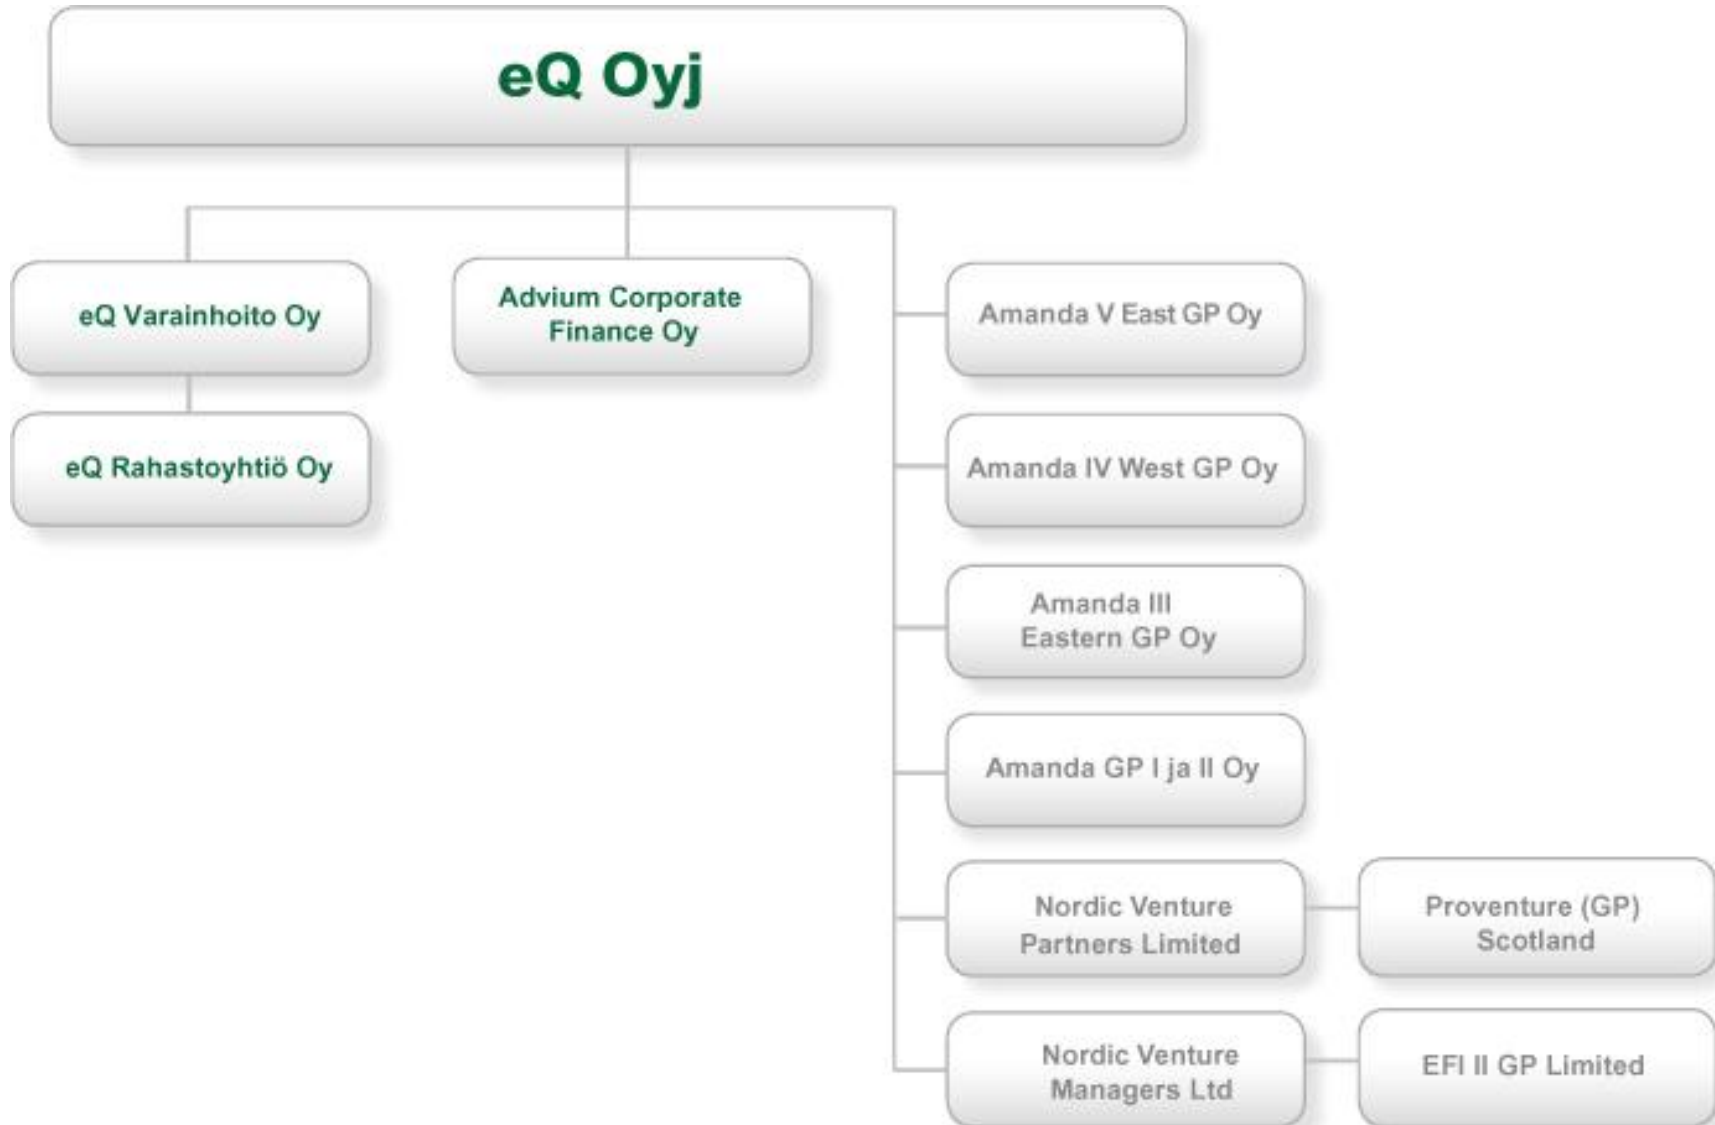 eQ Oyj
eQ Varainhoito Oy
eQ Rahastoyhtiö Oy
Advium Corporate
Finance Oy
Amanda V East GP Oy
Amanda IV West GP Oy
Amanda III
Eastern GP Oy
Amanda GP I ja II Oy
Nordic Venture
Partners Limited
Proventure (GP)
Scotland
Nordic Venture
Managers Ltd
EFI II GP Limited